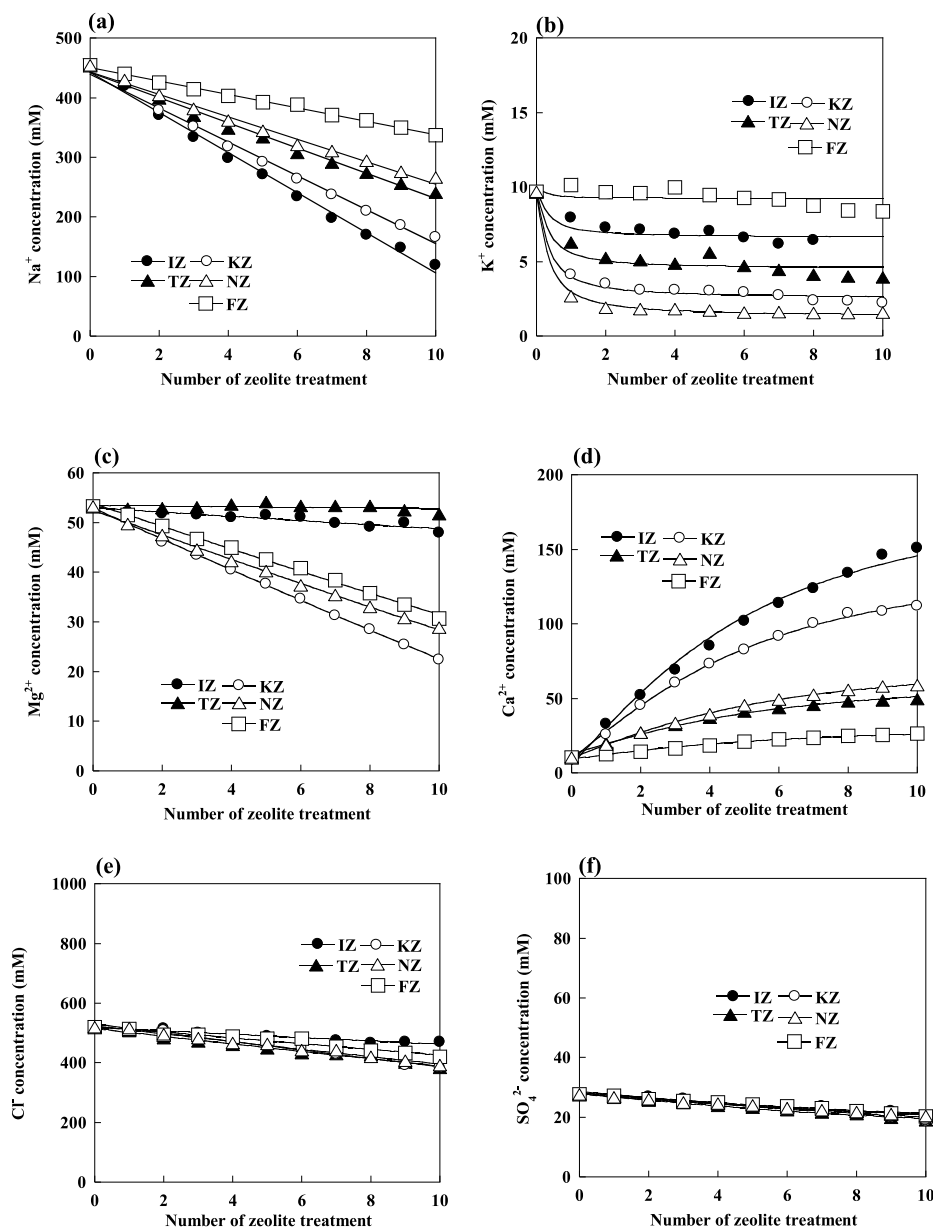 (a)
500
400
300
200
100
0
Na⁺ concentration (mM)
IZ KZ
TZ NZ
FZ
0 2 4 6 8 10
Number of zeolite treatment
(b)
20
15
10
5
0
K⁺ concentration (mM)
IZ KZ
TZ NZ
FZ
0 2 4 6 8 10
Number of zeolite treatment
(c)
60
50
40
30
20
10
0
Mg²⁺ concentration (mM)
IZ KZ
TZ NZ
FZ
0 2 4 6 8 10
Number of zeolite treatment
(d)
200
150
100
50
0
Ca²⁺ concentration (mM)
IZ KZ
TZ NZ
FZ
0 2 4 6 8 10
Number of zeolite treatment
(e)
1000
800
600
400
200
0
Cl⁻ concentration (mM)
IZ KZ
TZ NZ
FZ
0 2 4 6 8 10
Number of zeolite treatment
(f)
100
80
60
40
20
0
SO₄²⁻ concentration (mM)
IZ KZ
TZ NZ
FZ
0 2 4 6 8 10
Number of zeolite treatment